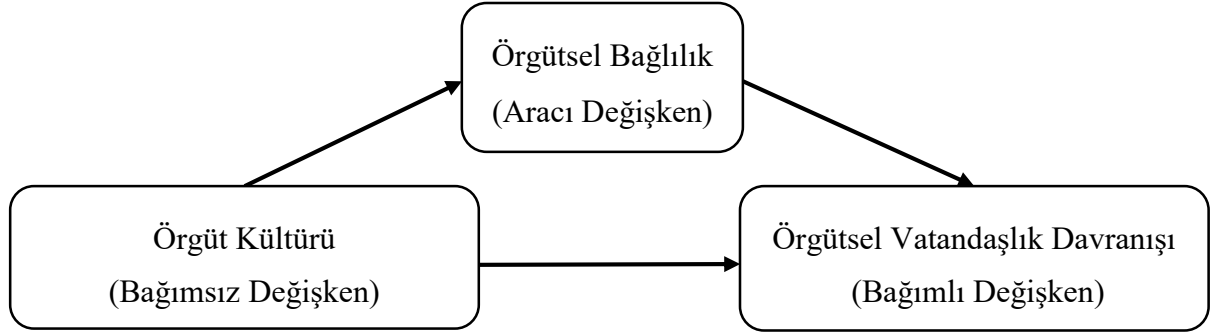 Örgütsel Bağlılık
(Aracı Değişken)
Örgüt Kültürü
(Bağımsız Değişken)
Örgütsel Vatandaşlık Davranışı
(Bağımlı Değişken)